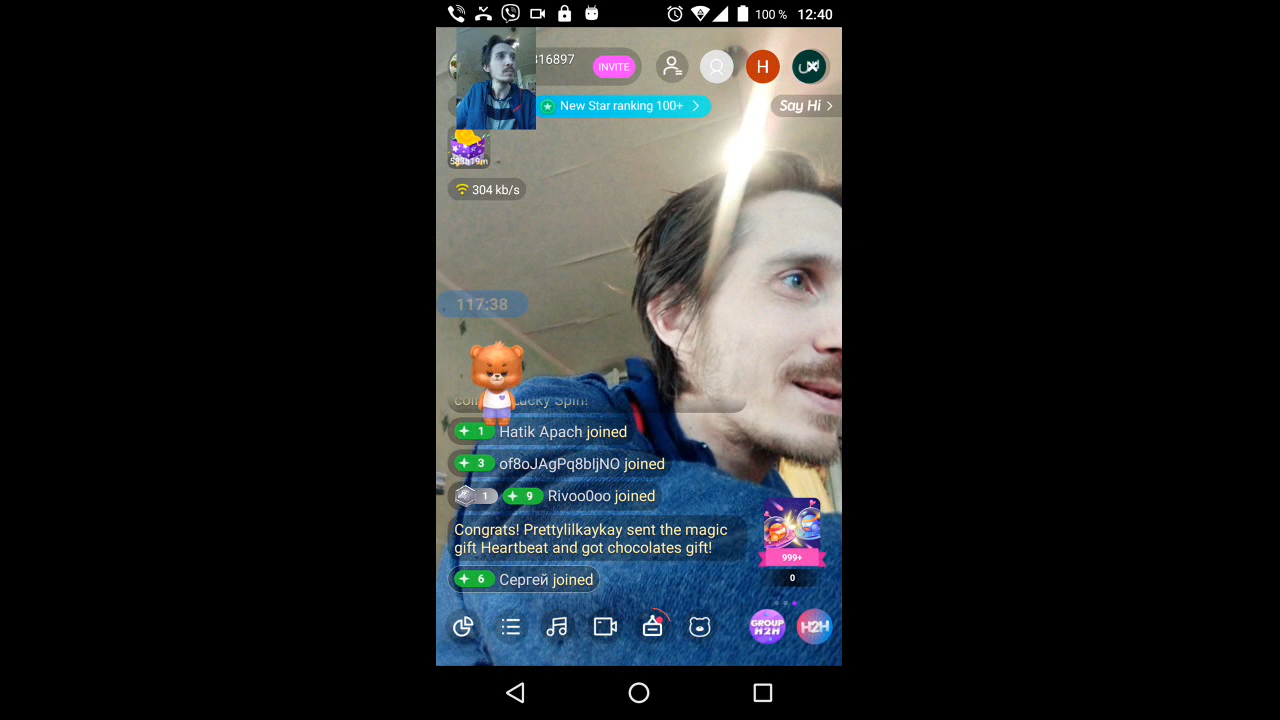 100 % 12:40
316897
INVITE
H
New Star ranking 100+
Say Hi
304 kb/s
117:38
Lucky Spin!
1 Hatik Apach joined
3 of8oJAgPq8bIjNO joined
1 9 Rivoo0oo joined
Congrats! Prettylilkaykay sent the magic
gift Heartbeat and got chocolates gift!
6 Сергей joined
999+
0
GROUP
H2H
H2H